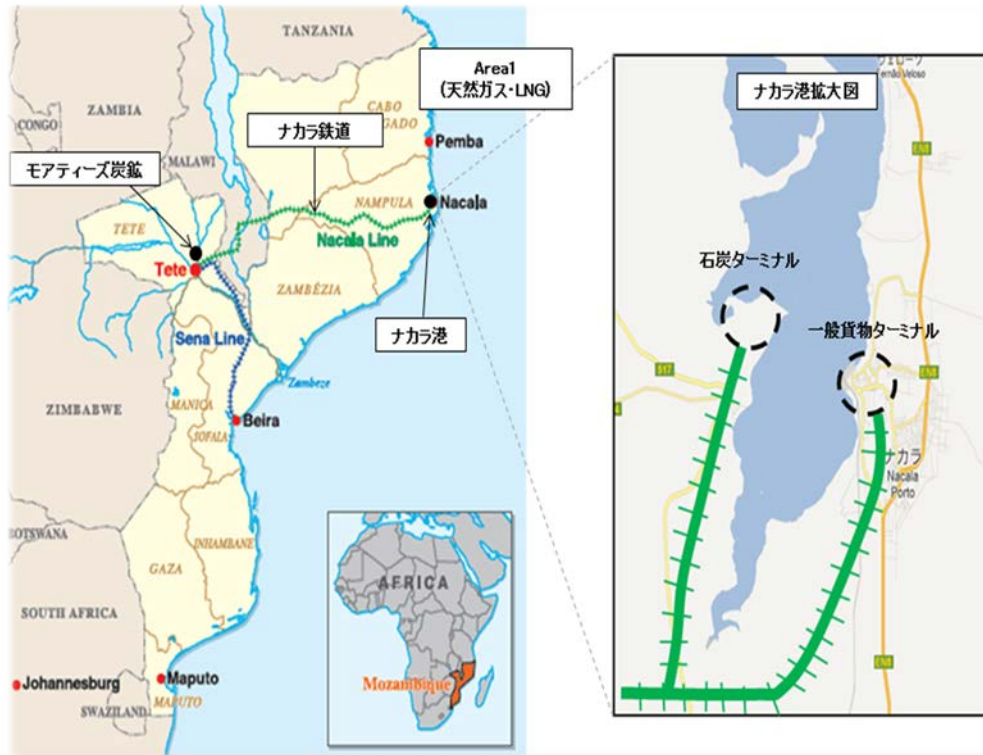 TANZANIA
Area1
(天然ガス・LNG)
ZAMBIA
CONGO
CABO
GADO
ナカラ鉄道
Pemba
モアティーズ炭鉱
MALAWI
NAMPULA
Nacala
TETE
Nacala Line
Tete
ZAMBÉZIA
ナカラ港
Sena Line
Zambeze
ZIMBABWE
MANICA
SOFALA
Beira
BOTSWANA
INHAMBANE
GAZA
SOUTH AFRICA
AFRICA
Johannesburg
Maputo
MAPUTO
SWAZILAND
Mozambique
ナカラ港拡大図
EN8
石炭ターミナル
一般貨物ターミナル
EN8
ナカラ
Nacala
Porto
EN8